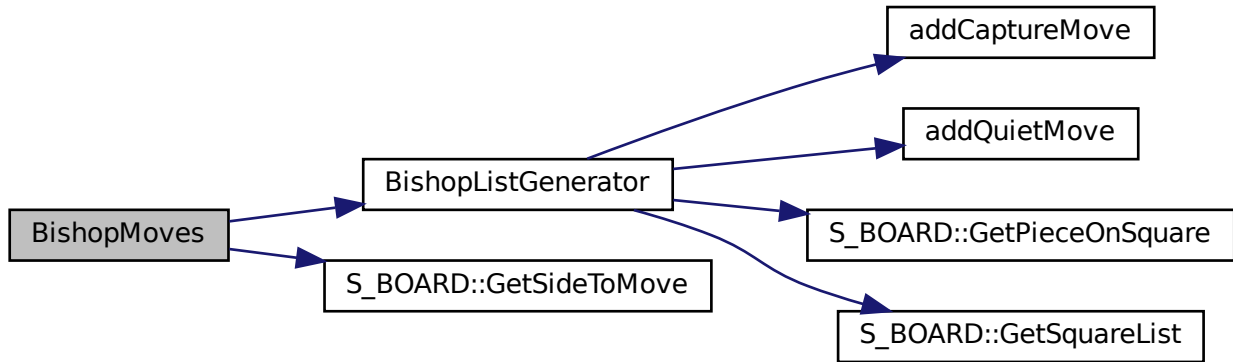 addCaptureMove
addQuietMove
BishopListGenerator
BishopMoves
S_BOARD::GetPieceOnSquare
S_BOARD::GetSideToMove
S_BOARD::GetSquareList